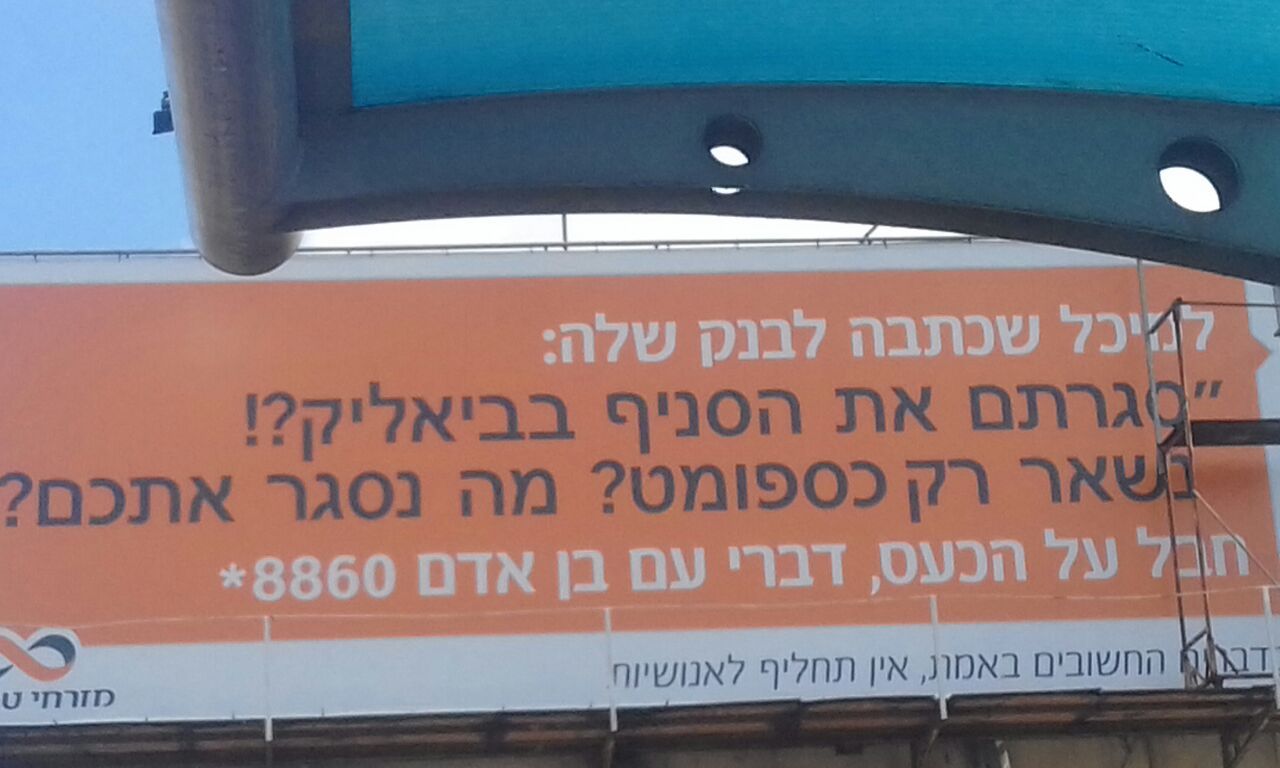 למיכל שכתבה לבנק שלה:
"סגרתם את הסניף בביאליק?!
נשאר רק כספומט? מה נסגר אתכם?
חבל על הכעס, דברי עם בן אדם 8860*
בדברים החשובים באמת, אין תחליף לאנושיות
מזרחי ט